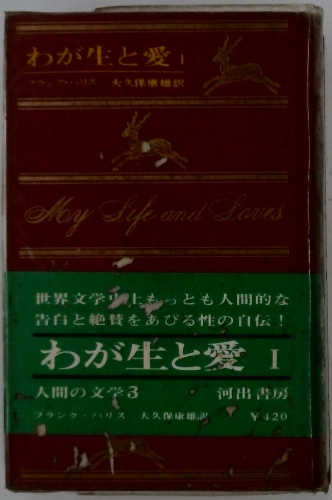 わが生と愛 I
フランク・ハリス 大久保康雄訳
My Life and Loves
世界文学史上もっとも人間的な
告白と絶賛をあびる性の自伝!
わが生と愛 I
人間の文学3 河出書房
フランク・ハリス 大久保康雄訳 ¥420